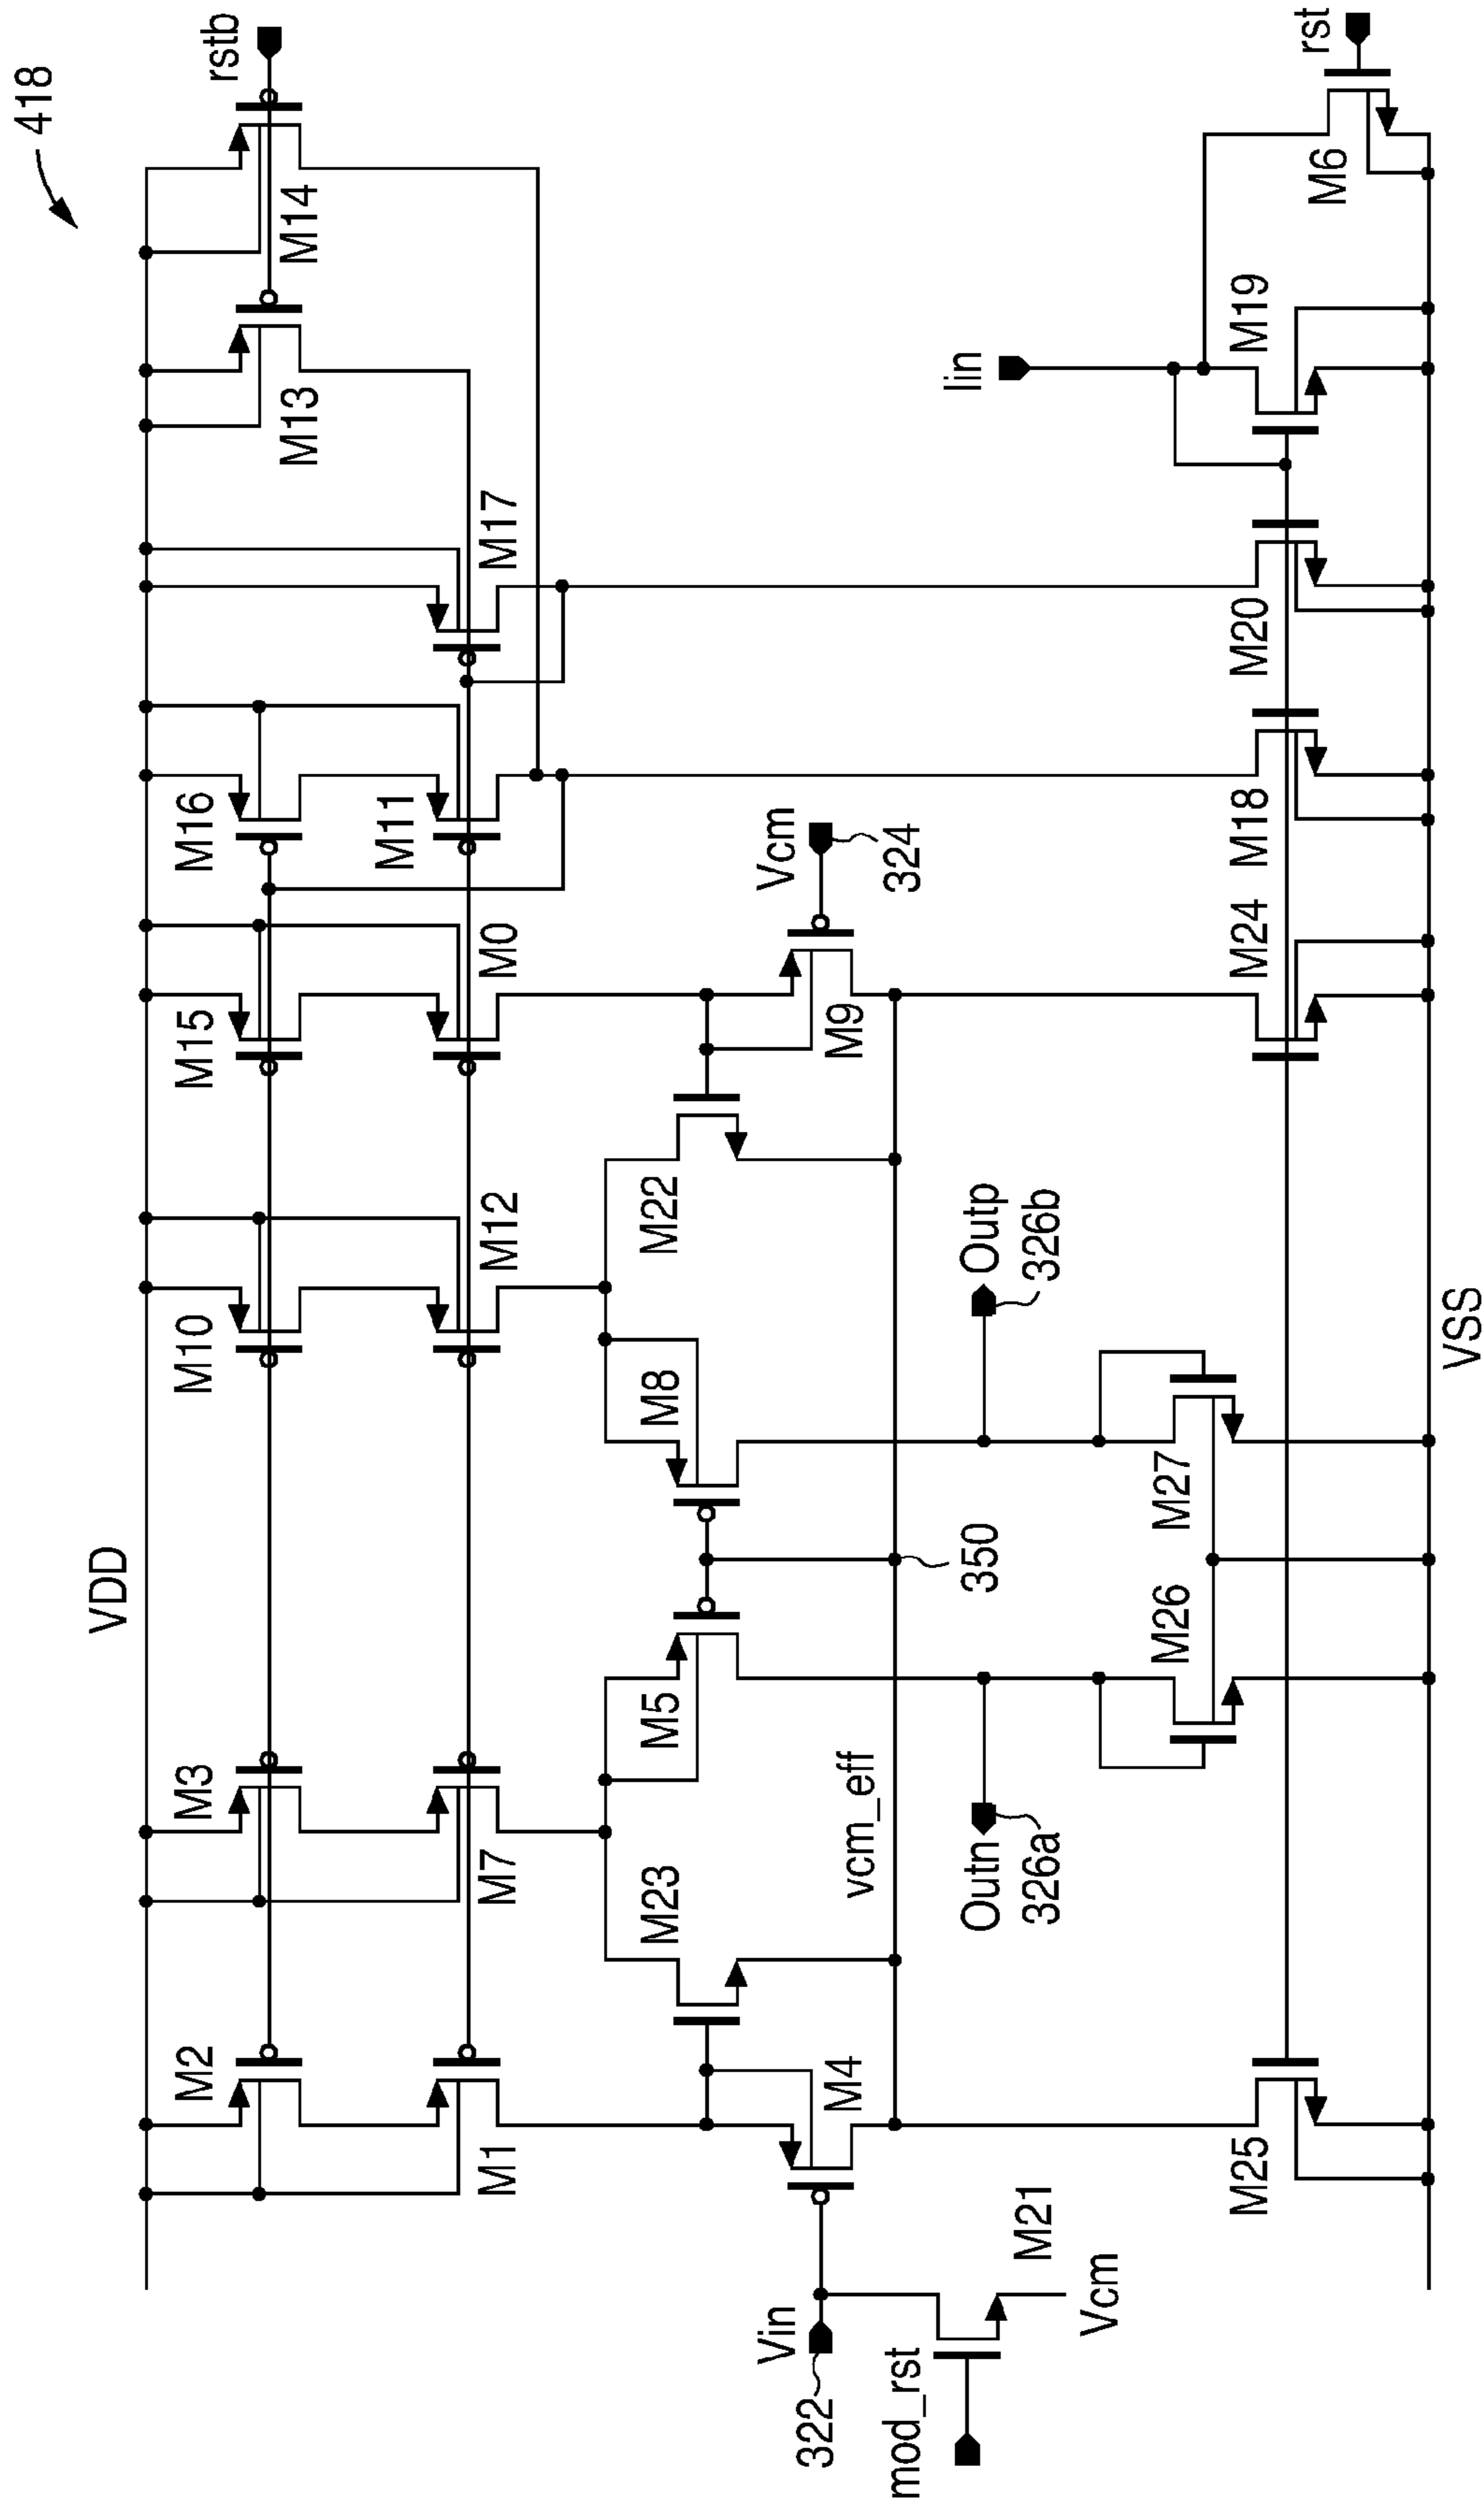 418
VDD
rstb
M2
M3
M10
M15
M16
M13
M14
M1
M7
M12
M0
M11
M17
M23
M5
M8
M22
Vin
322
M4
vcm_eff
M9
Vcm
324
mod_rst
M21
Vcm
Outn
326a
350
Outp
326b
Iin
M26
M27
M25
M24
M18
M20
M19
M6
rst
VSS